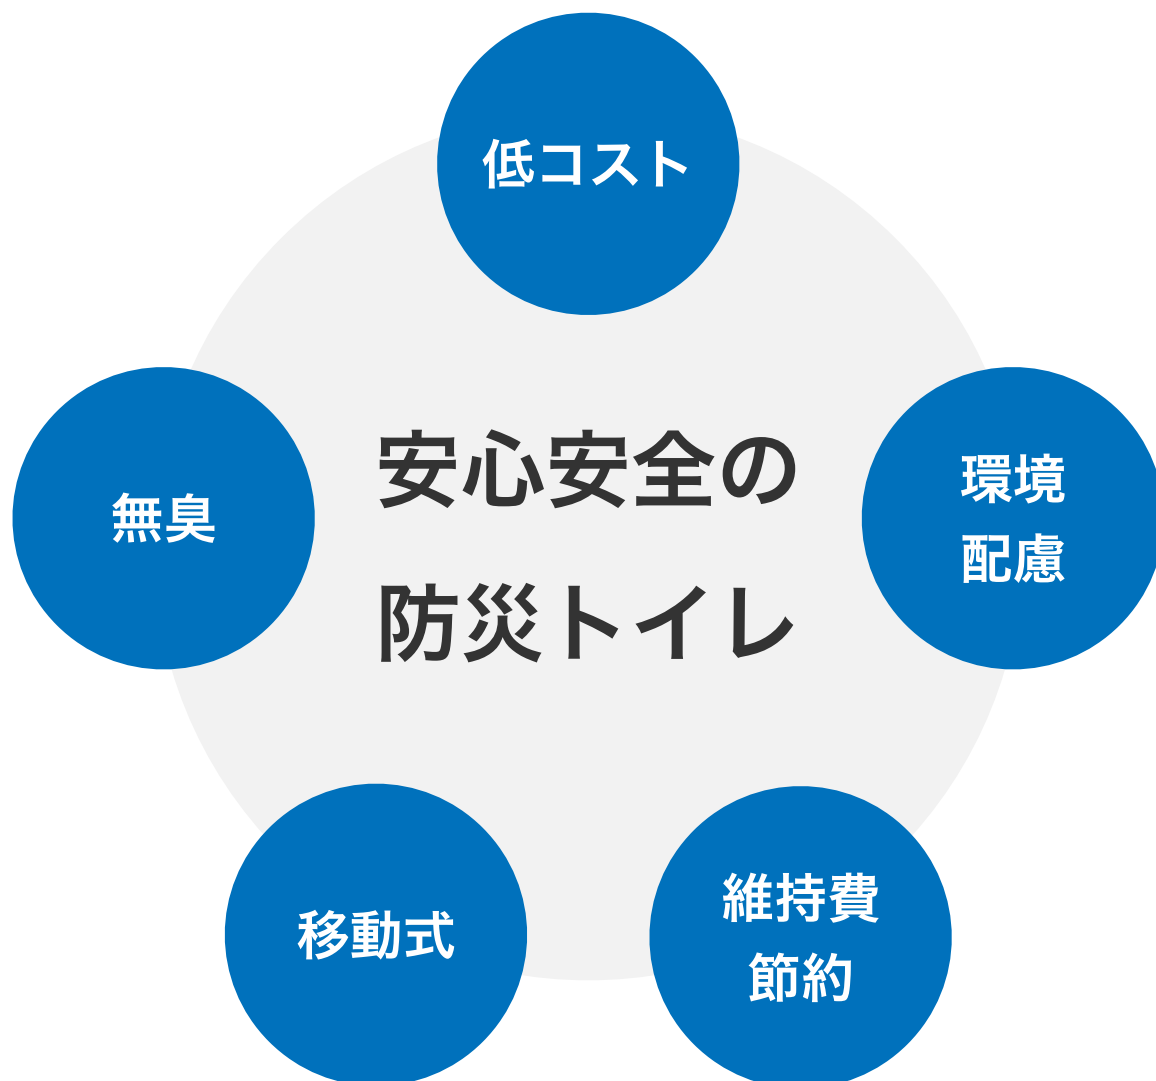 低コスト
安心安全の
防災トイレ
無臭
環境
配慮
移動式
維持費
節約